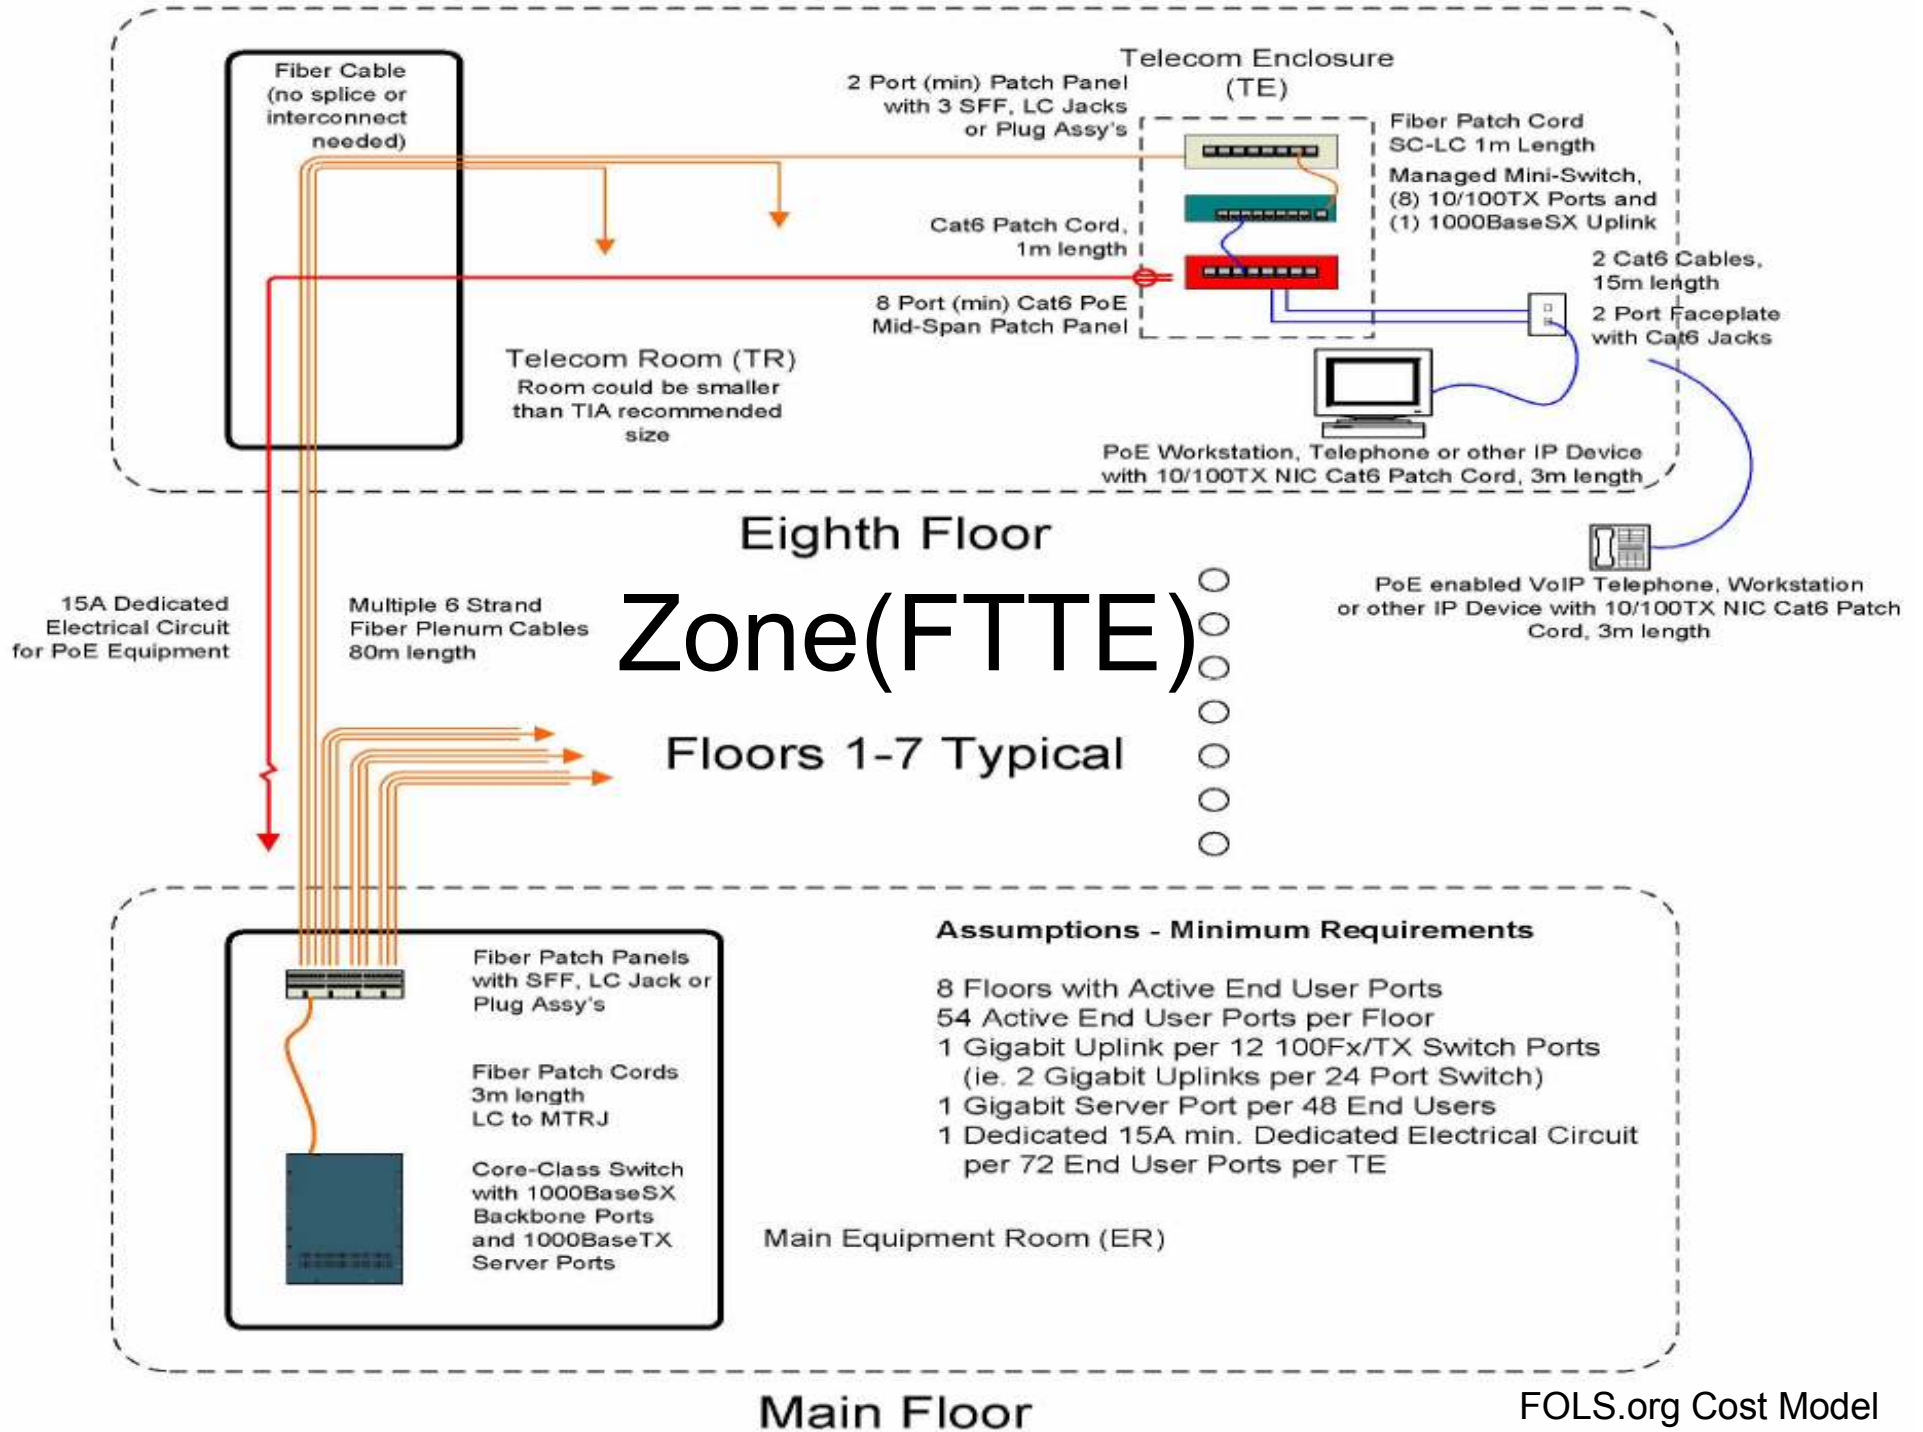 Fiber Cable
(no splice or
interconnect
needed)
2 Port (min) Patch Panel
with 3 SFF, LC Jacks
or Plug Assy's
Telecom Enclosure
(TE)
Fiber Patch Cord
SC-LC 1m Length
Managed Mini-Switch,
(8) 10/100TX Ports and
(1) 1000BaseSX Uplink
Cat6 Patch Cord,
1m length
8 Port (min) Cat6 PoE
Mid-Span Patch Panel
2 Cat6 Cables,
15m length
2 Port Faceplate
with Cat6 Jacks
Telecom Room (TR)
Room could be smaller
than TIA recommended
size
PoE Workstation, Telephone or other IP Device
with 10/100TX NIC Cat6 Patch Cord, 3m length
Eighth Floor
15A Dedicated
Electrical Circuit
for PoE Equipment
Multiple 6 Strand
Fiber Plenum Cables
80m length
Zone(FTTE)
PoE enabled VoIP Telephone, Workstation
or other IP Device with 10/100TX NIC Cat6 Patch
Cord, 3m length
Floors 1-7 Typical
Fiber Patch Panels
with SFF, LC Jack or
Plug Assy's
Fiber Patch Cords
3m length
LC to MTRJ
Core-Class Switch
with 1000BaseSX
Backbone Ports
and 1000BaseTX
Server Ports
Assumptions - Minimum Requirements
8 Floors with Active End User Ports
54 Active End User Ports per Floor
1 Gigabit Uplink per 12 100Fx/TX Switch Ports
(ie. 2 Gigabit Uplinks per 24 Port Switch)
1 Gigabit Server Port per 48 End Users
1 Dedicated 15A min. Dedicated Electrical Circuit
per 72 End User Ports per TE
Main Equipment Room (ER)
Main Floor
FOLS.org Cost Model